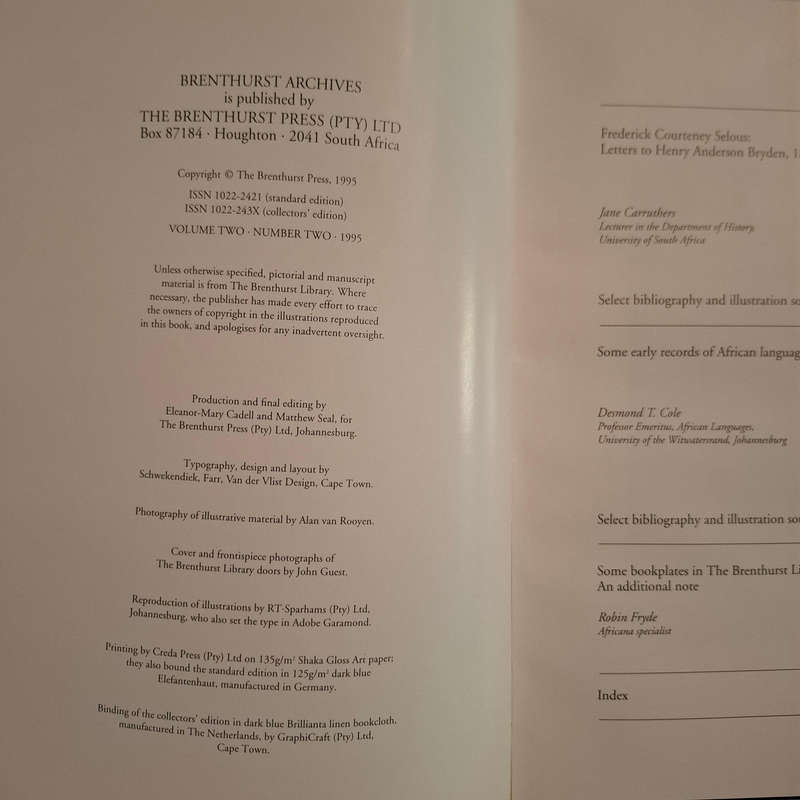 BRENTHURST ARCHIVES
is published by
THE BRENTHURST PRESS (PTY) LTD
Box 87184 · Houghton · 2041 South Africa
Copyright © The Brenthurst Press, 1995
ISSN 1022-2421 (standard edition)
ISSN 1022-243X (collectors' edition)
VOLUME TWO · NUMBER TWO · 1995
Unless otherwise specified, pictorial and manuscript
material is from The Brenthurst Library. Where
necessary, the publisher has made every effort to trace
the owners of copyright in the illustrations reproduced
in this book, and apologises for any inadvertent oversight.
Production and final editing by
Eleanor-Mary Cadell and Matthew Seal, for
The Brenthurst Press (Pty) Ltd, Johannesburg.
Typography, design and layout by
Schwekendiek, Farr, Van der Vlist Design, Cape Town.
Photography of illustrative material by Alan van Rooyen.
Cover and frontispiece photographs of
The Brenthurst Library doors by John Guest.
Reproduction of illustrations by RT-Sparhams (Pty) Ltd,
Johannesburg, who also set the type in Adobe Garamond.
Printing by Creda Press (Pty) Ltd on 135g/m² Shaka Gloss Art paper;
they also bound the standard edition in 125g/m² dark blue
Elefantenhaut, manufactured in Germany.
Binding of the collectors' edition in dark blue Brillianta linen bookcloth,
manufactured in The Netherlands, by GraphiCraft (Pty) Ltd,
Cape Town.
Frederick Courteney Selous:
Letters to Henry Anderson Bryden, 1
Jane Carruthers
Lecturer in the Department of History,
University of South Africa
Select bibliography and illustration so
Some early records of African languag
Desmond T. Cole
Professor Emeritus, African Languages,
University of the Witwatersrand, Johannesburg
Select bibliography and illustration sou
Some bookplates in The Brenthurst Li
An additional note
Robin Fryde
Africana specialist
Index